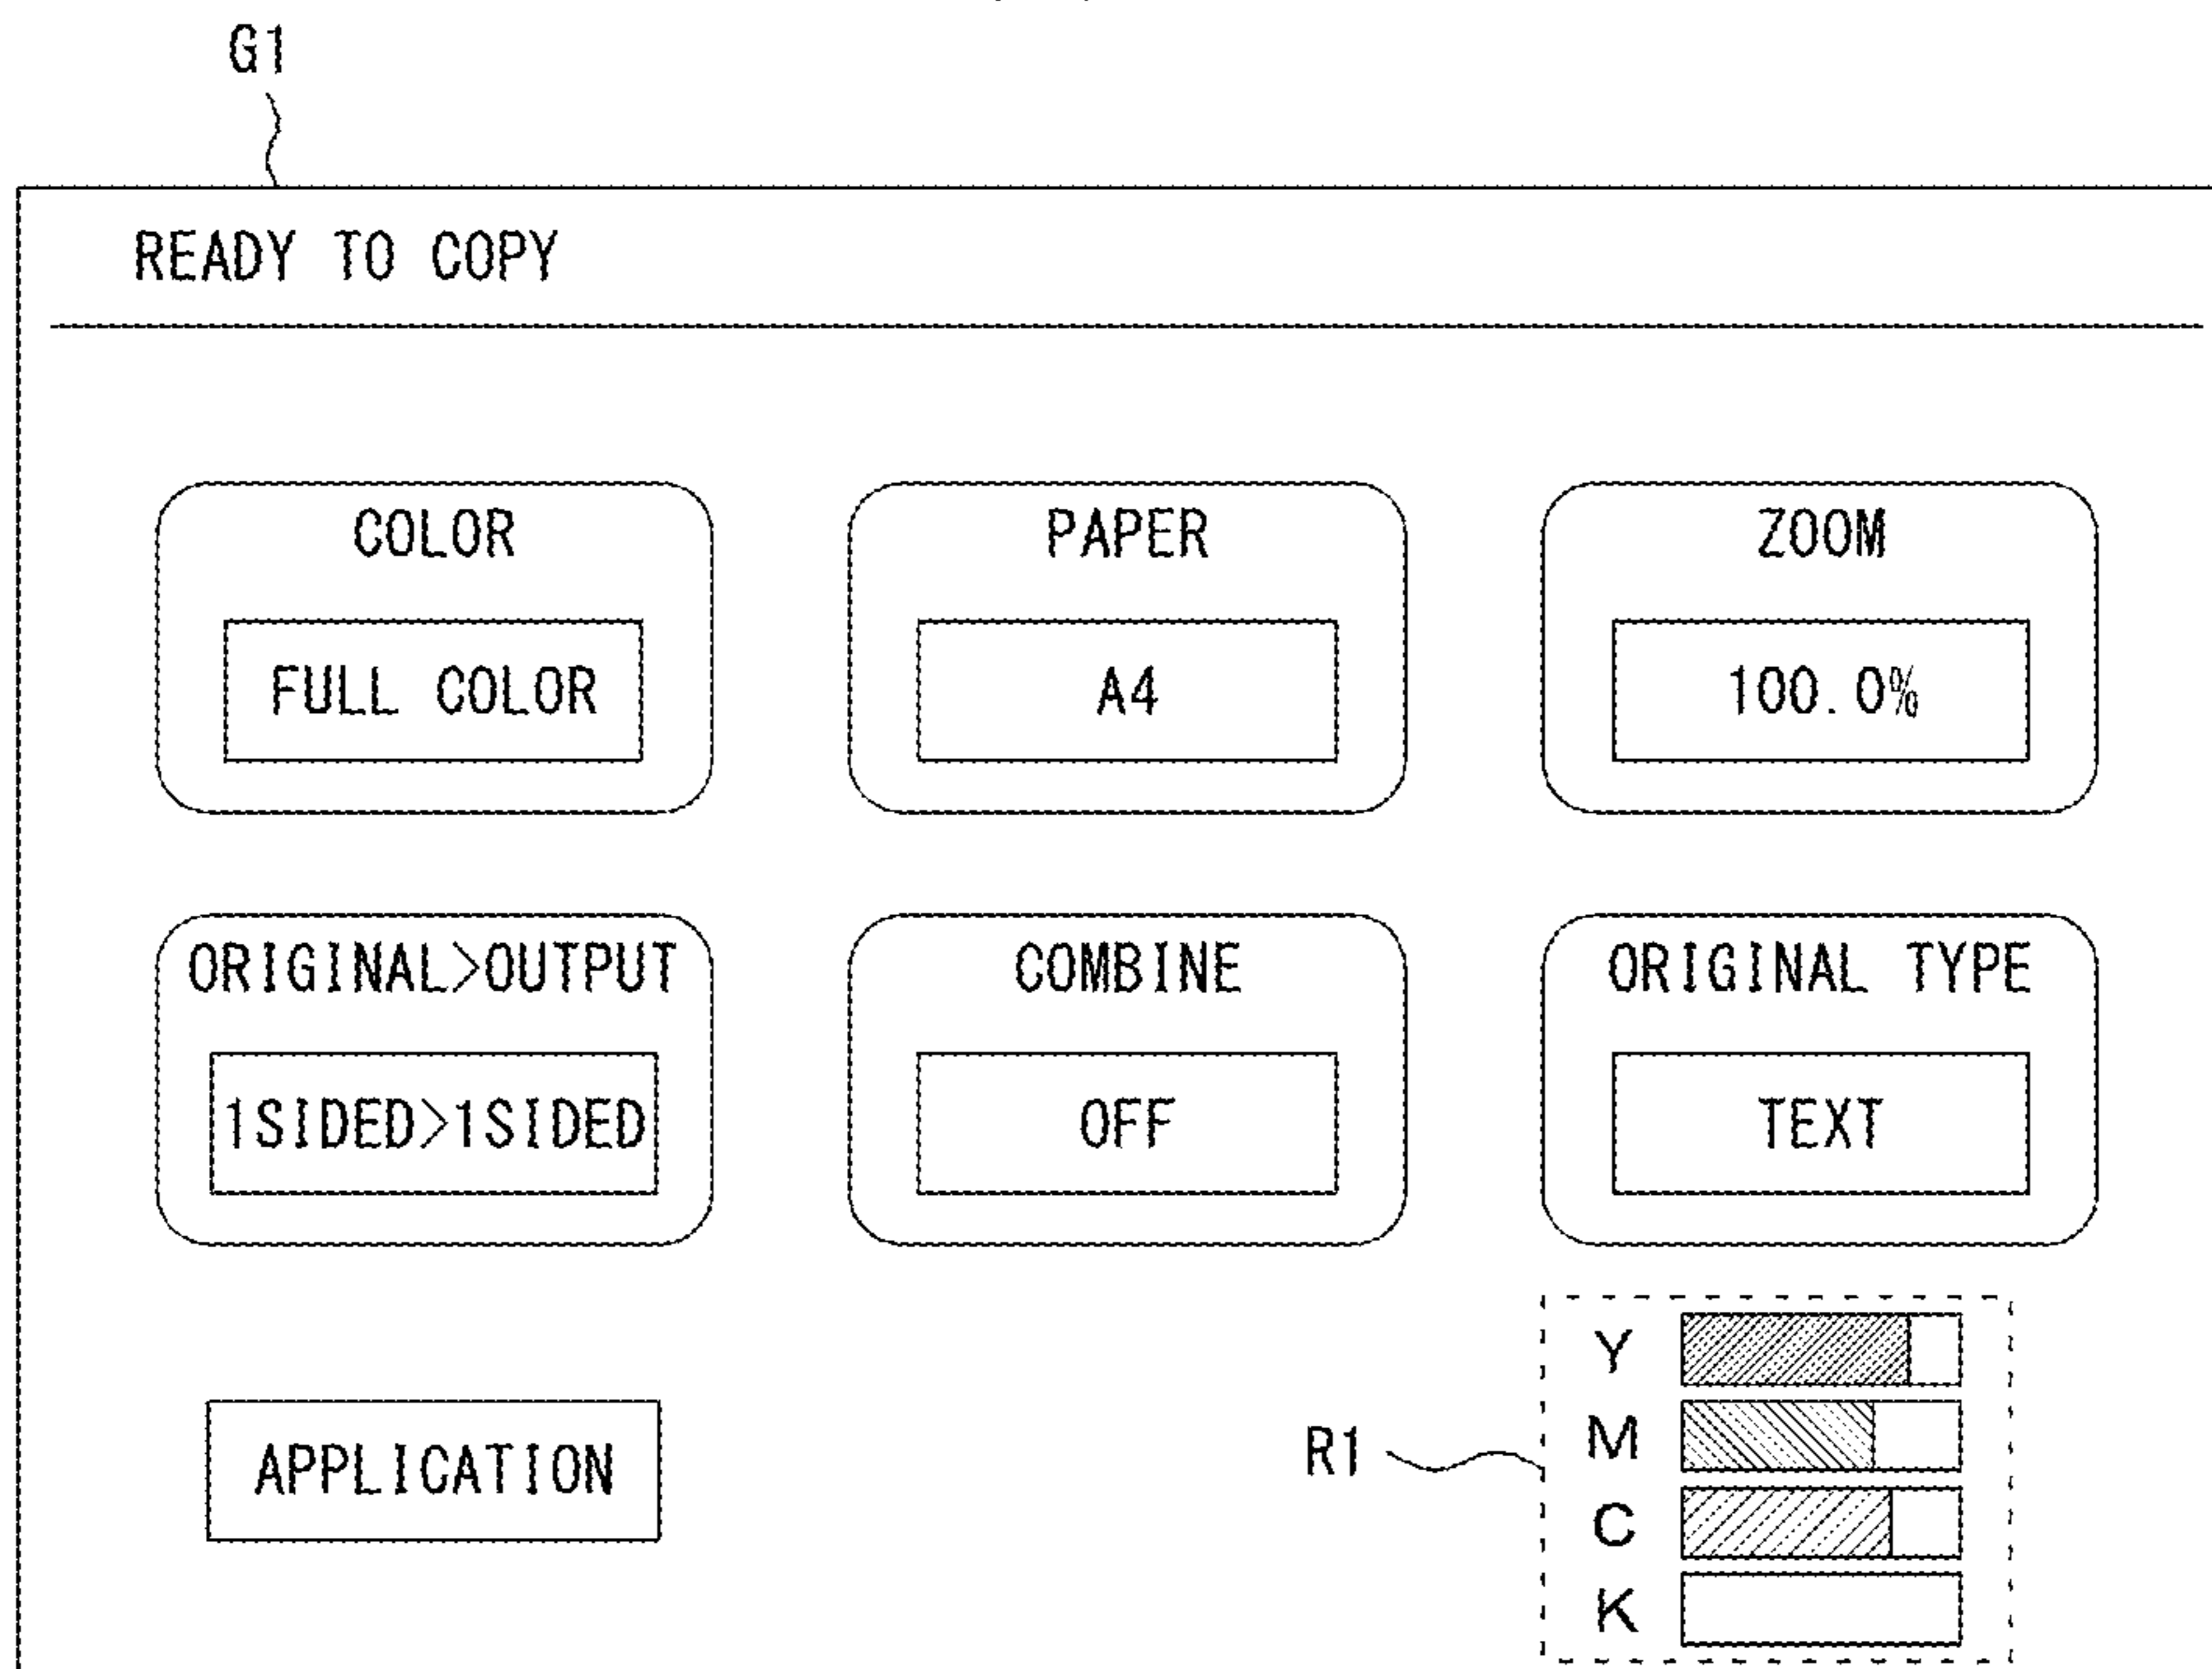 G1
READY TO COPY
COLOR
FULL COLOR
PAPER
A4
ZOOM
100.0%
ORIGINAL>OUTPUT
1SIDED>1SIDED
COMBINE
OFF
ORIGINAL TYPE
TEXT
APPLICATION
R1
Y
M
C
K